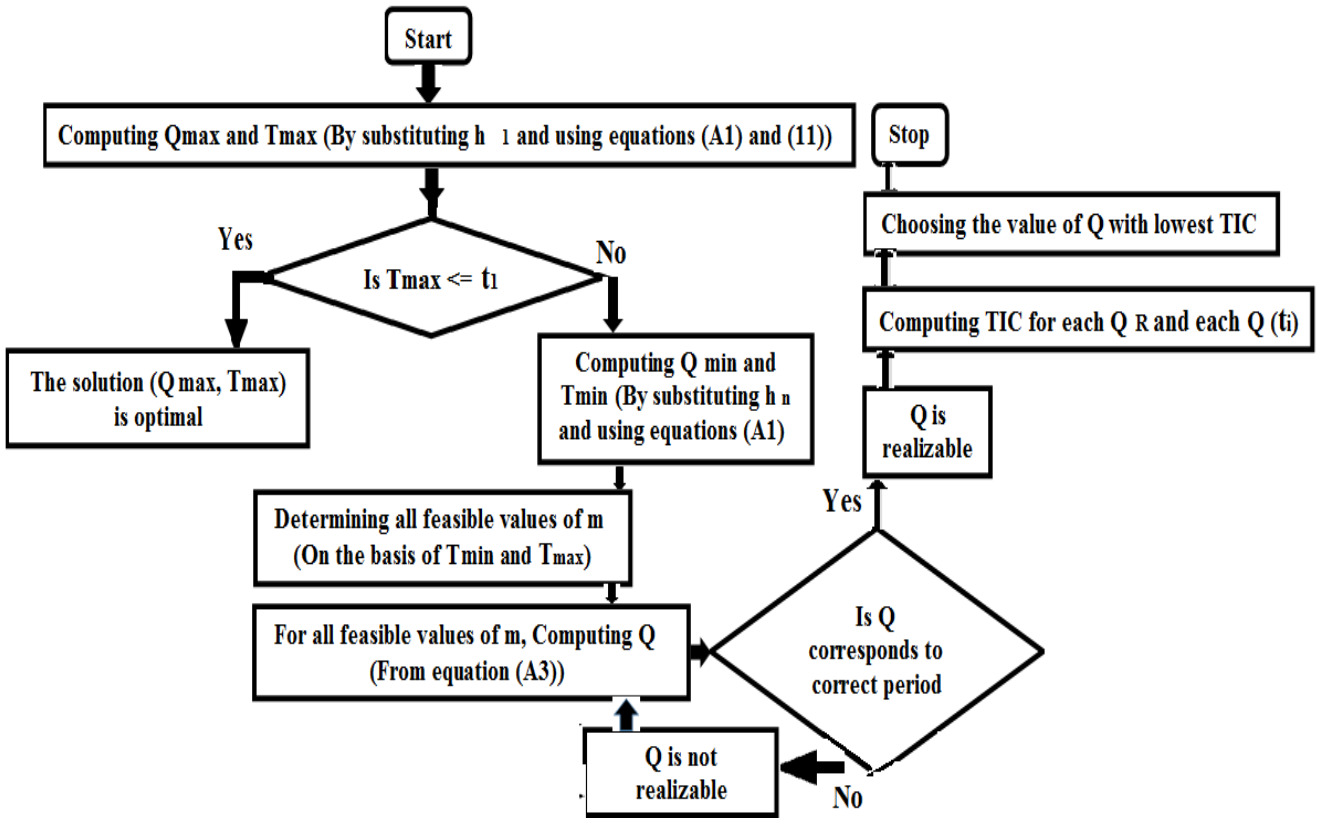 Start
Computing Qmax and Tmax (By substituting h 1 and using equations (A1) and (11))
Yes
Is Tmax <= t1
No
The solution (Q max, Tmax)
is optimal
Computing Q min and
Tmin (By substituting h n
and using equations (A1)
Determining all feasible values of m
(On the basis of Tmin and Tmax)
For all feasible values of m, Computing Q
(From equation (A3))
Is Q
corresponds to
correct period
No
Q is not
realizable
Yes
Q is
realizable
Computing TIC for each Q R and each Q (ti)
Choosing the value of Q with lowest TIC
Stop